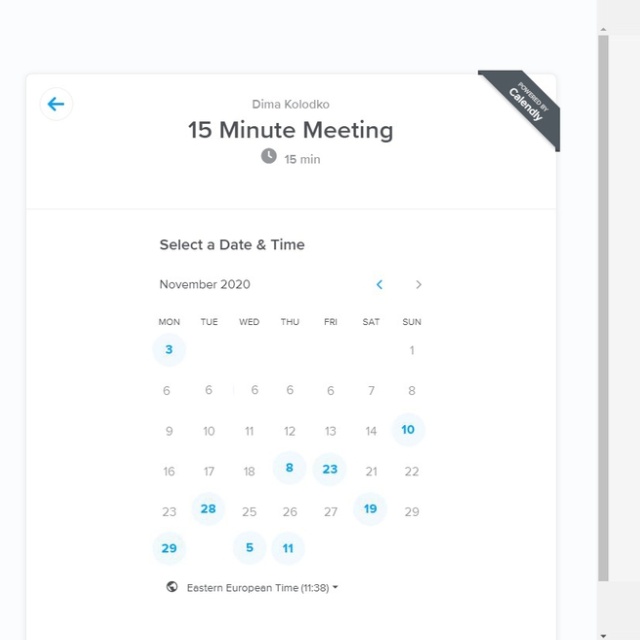 POWERED BY
Calendly
Dima Kolodko
15 Minute Meeting
15 min
Select a Date & Time
November 2020
MON TUE WED THU FRI SAT SUN
3 1
6 6 6 6 6 7 8
9 10 11 12 13 14 10
16 17 18 8 23 21 22
23 28 25 26 27 19 29
29 5 11
Eastern European Time (11:38)